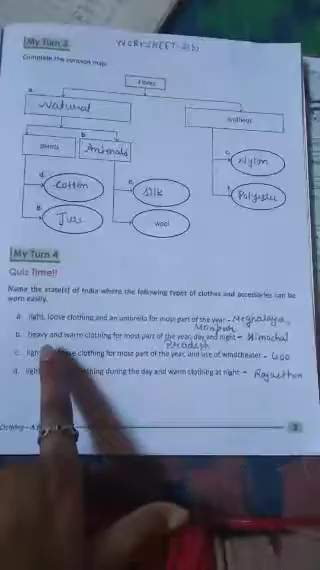 My Turn 3
WORKSHEET-2(b)
Complete the concept map.
Fibres
a.
Natural
Synthetic
b.
Plants
Animals
c.
Nylon
d.
Cotton
e.
Silk
f.
Polyester
g.
Jute
wool
My Turn 4
Quiz Time!!
Name the state(s) of India where the following types of clothes and accessories can be
worn easily.
a. light, loose clothing and an umbrella for most part of the year - Meghalaya,
Manipur
b. heavy and warm clothing for most part of the year, day and night - Himachal
Pradesh
c. light clothing for most part of the year, and use of windcheater - Goa
d. light clothing during the day and warm clothing at night - Rajasthan
Clothing—A
3